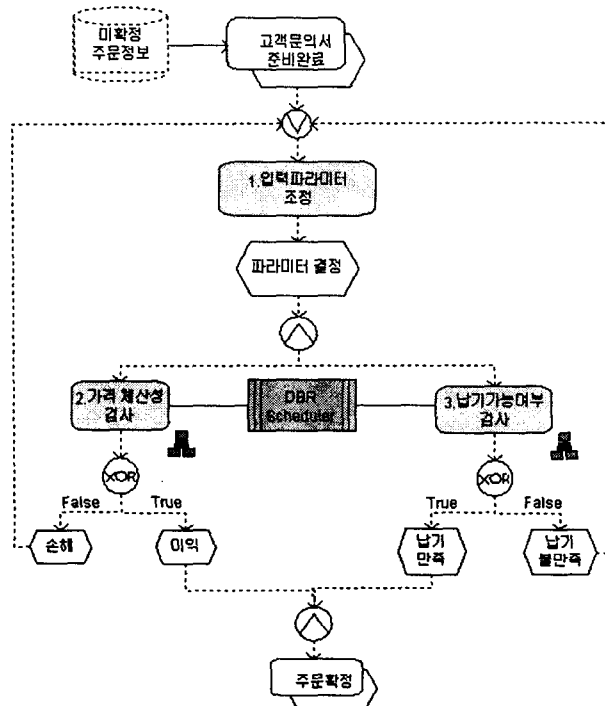 미확정
주문정보
고객문의서
준비완료
1.입력파라미터
조정
파라미터 결정
2.가격 채산성
검사
DBR
Scheduler
3.납기가능여부
검사
XOR
XOR
False
True
True
False
손해
이익
납기
만족
납기
불만족
주문확정